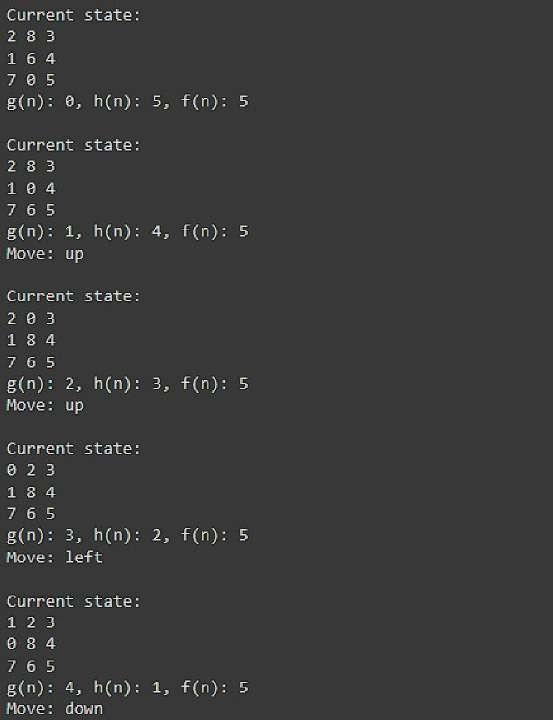 Current state:
2 8 3
1 6 4
7 0 5
g(n): 0, h(n): 5, f(n): 5
Current state:
2 8 3
1 0 4
7 6 5
g(n): 1, h(n): 4, f(n): 5
Move: up
Current state:
2 0 3
1 8 4
7 6 5
g(n): 2, h(n): 3, f(n): 5
Move: up
Current state:
0 2 3
1 8 4
7 6 5
g(n): 3, h(n): 2, f(n): 5
Move: left
Current state:
1 2 3
0 8 4
7 6 5
g(n): 4, h(n): 1, f(n): 5
Move: down